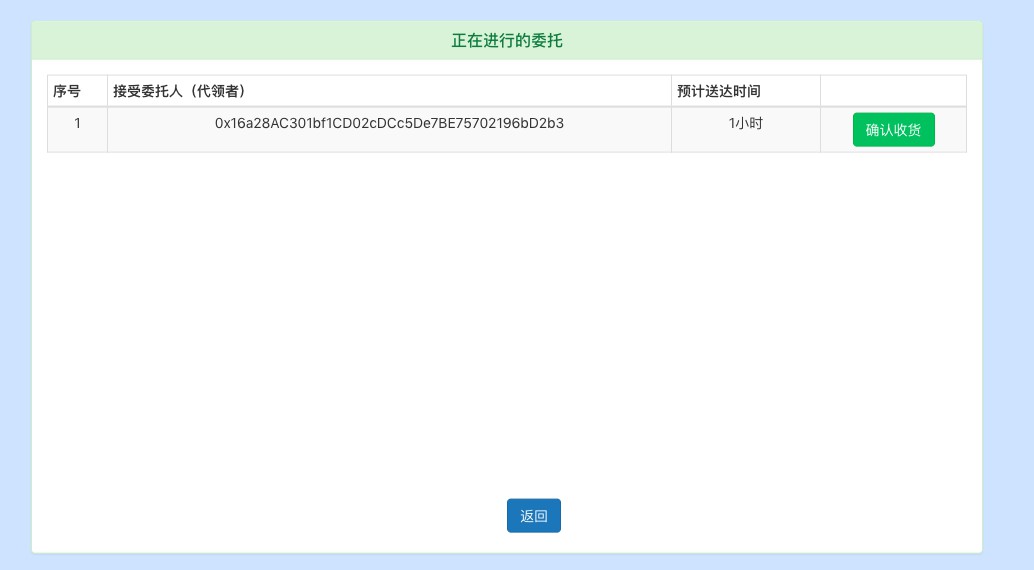 正在进行的委托
序号 接受委托人（代领者） 预计送达时间
1 0x16a28AC301bf1CD02cDCc5De7BE75702196bD2b3 1小时 确认收货
返回